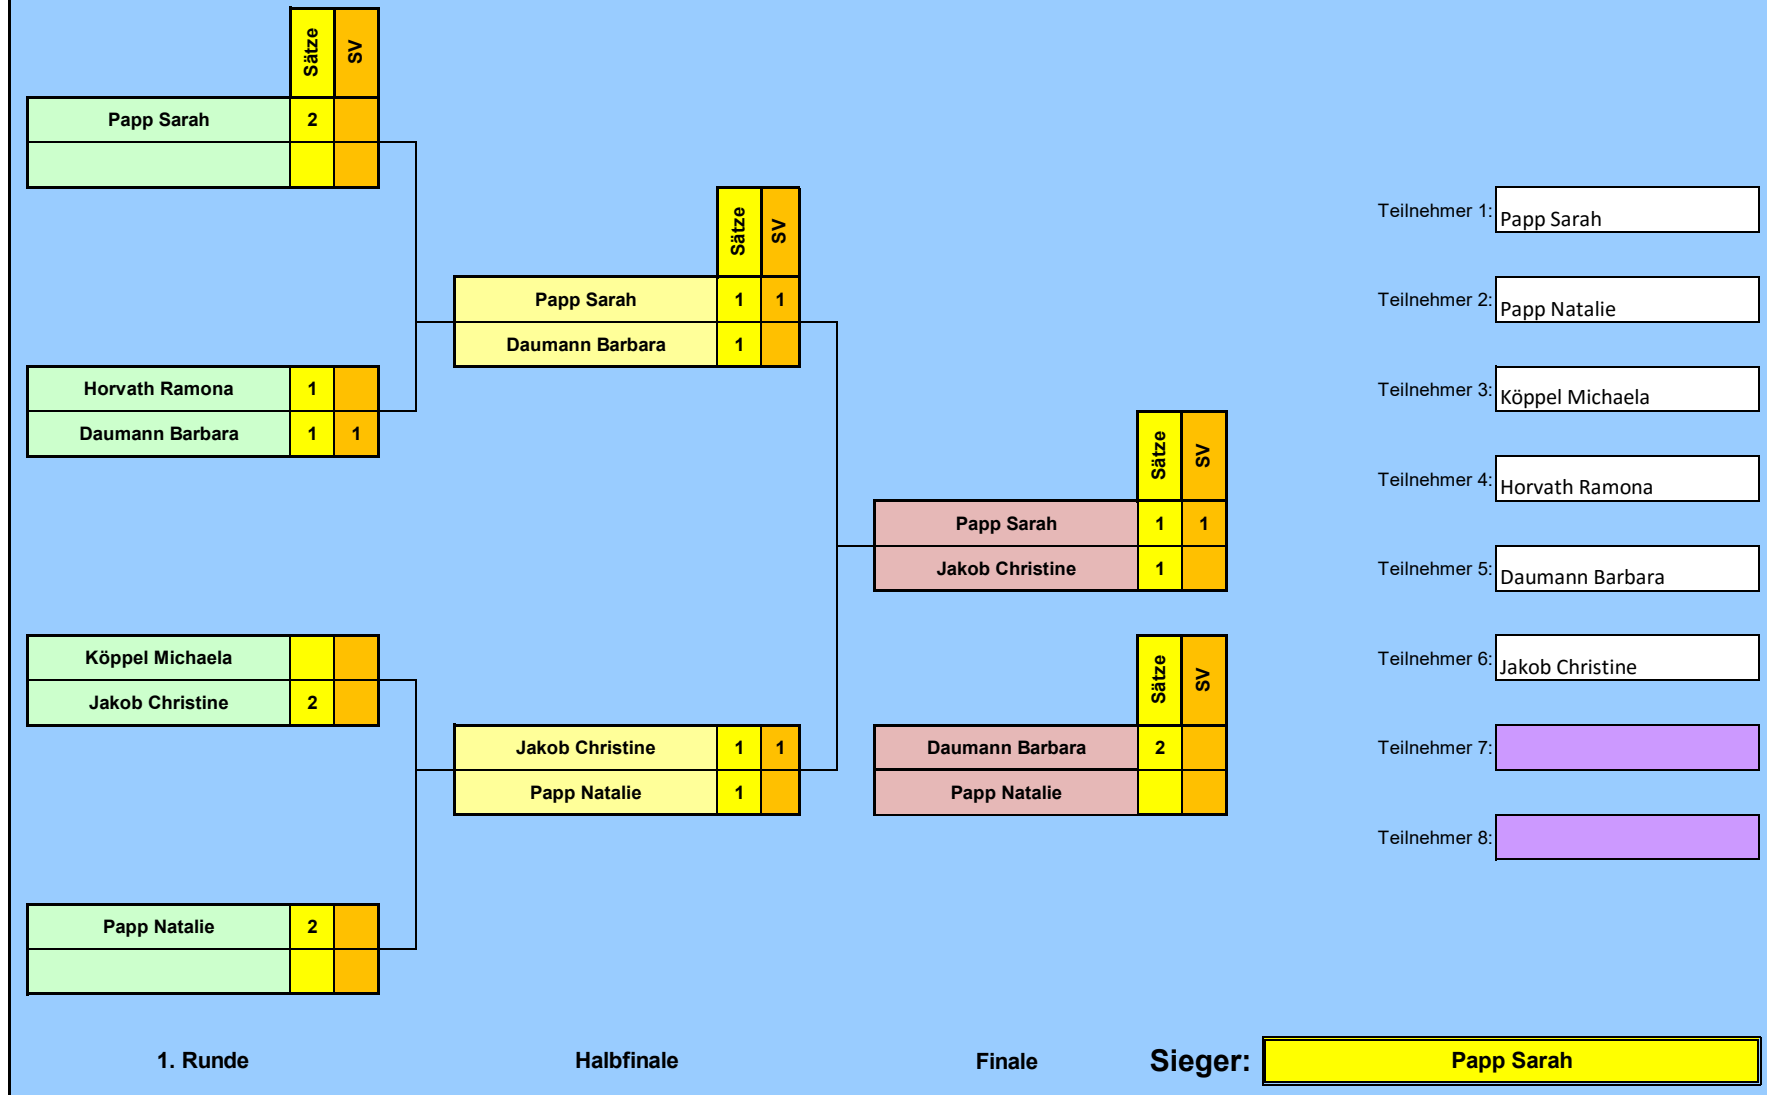 Sätze SV
Papp Sarah 2
Horvath Ramona 1
Daumann Barbara 1 1
Köppel Michaela
Jakob Christine 2
Papp Natalie 2
1. Runde
Sätze SV
Papp Sarah 1 1
Daumann Barbara 1
Jakob Christine 1 1
Papp Natalie 1
Halbfinale
Sätze SV
Papp Sarah 1 1
Jakob Christine 1
Sätze SV
Daumann Barbara 2
Papp Natalie
Finale
Teilnehmer 1: Papp Sarah
Teilnehmer 2: Papp Natalie
Teilnehmer 3: Köppel Michaela
Teilnehmer 4: Horvath Ramona
Teilnehmer 5: Daumann Barbara
Teilnehmer 6: Jakob Christine
Teilnehmer 7:
Teilnehmer 8:
Sieger: Papp Sarah